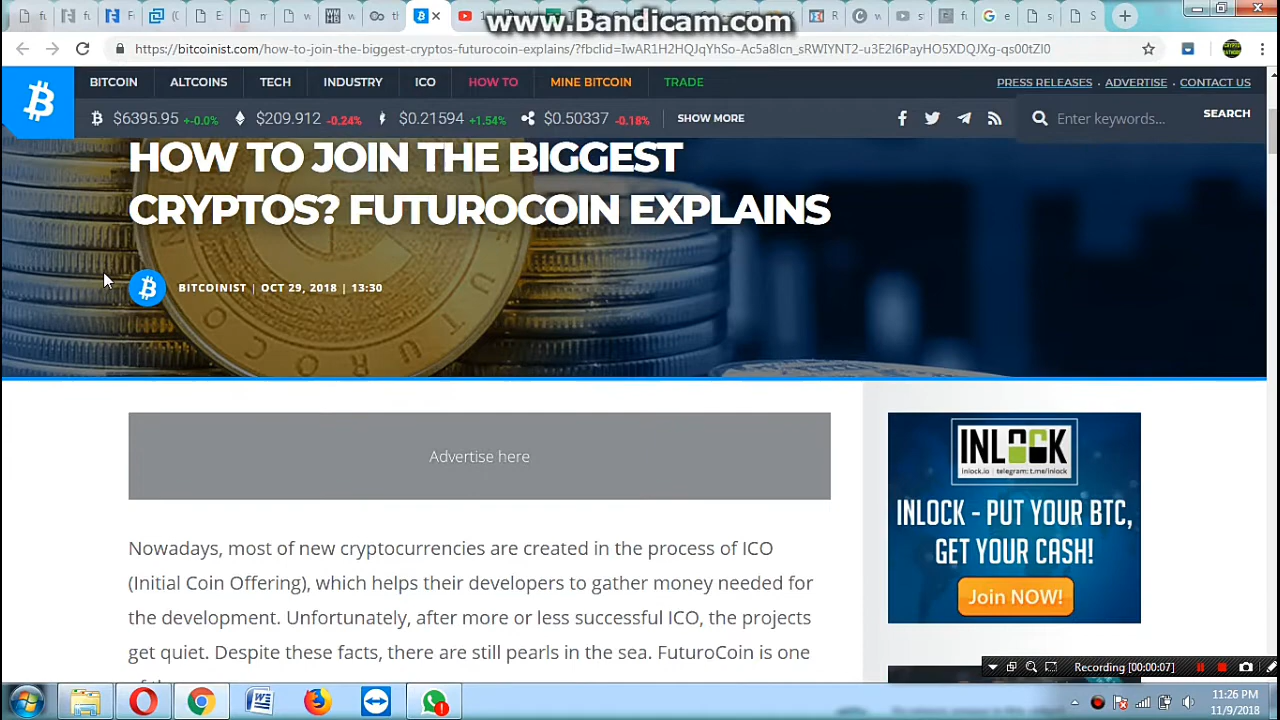 www.Bandicam.com
https://bitcoinist.com/how-to-join-the-biggest-cryptos-futurocoin-explains/?fbclid=IwAR1H2HQJqYhSo-Ac5a8lcn_sRWIYNT2-u3E2I6PayHO5XDQJXg-qs00tZI0
BITCOIN ALTCOINS TECH INDUSTRY ICO HOW TO MINE BITCOIN TRADE PRESS RELEASES . ADVERTISE . CONTACT US
$6395.95 +-0.0% $209.912 -0.24% $0.21594 +1.54% $0.50337 -0.18% SHOW MORE Enter keywords... SEARCH
HOW TO JOIN THE BIGGEST
CRYPTOS? FUTUROCOIN EXPLAINS
BITCOINIST | OCT 29, 2018 | 13:30
Advertise here
INLOCK
inlock.io | telegram: t.me/inlock
INLOCK - PUT YOUR BTC,
GET YOUR CASH!
Join NOW!
Nowadays, most of new cryptocurrencies are created in the process of ICO
(Initial Coin Offering), which helps their developers to gather money needed for
the development. Unfortunately, after more or less successful ICO, the projects
get quiet. Despite these facts, there are still pearls in the sea. FuturoCoin is one
Recording [00:00:07]
11:26 PM
11/9/2018